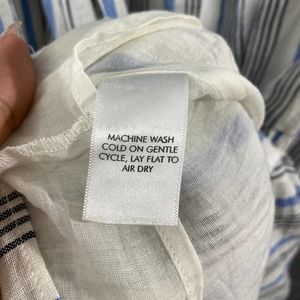 MACHINE WASH
COLD ON GENTLE
CYCLE, LAY FLAT TO
AIR DRY